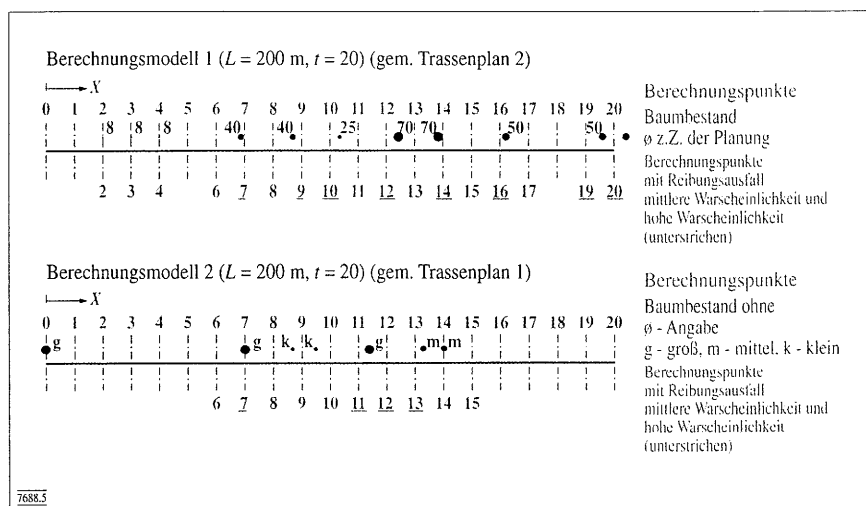 Berechnungsmodell 1 (L = 200 m, t = 20) (gem. Trassenplan 2)
X
Berechnungspunkte
0 1 2 3 4 5 6 7 8 9 10 11 12 13 14 15 16 17 18 19 20
Baumbestand
8 8 8 40 40 25 70 70 50 50
ø z.Z. der Planung
Berechnungspunkte
mit Reibungsausfall
2 3 4 6 7 8 9 10 11 12 13 14 15 16 17 19 20
mittlere Warscheinlichkeit und
hohe Warscheinlichkeit
(unterstrichen)
Berechnungsmodell 2 (L = 200 m, t = 20) (gem. Trassenplan 1)
Berechnungspunkte
X
Baumbestand ohne
0 1 2 3 4 5 6 7 8 9 10 11 12 13 14 15 16 17 18 19 20
ø - Angabe
g g k k g m m
g - groß, m - mittel. k - klein
Berechnungspunkte
mit Reibungsausfall
6 7 8 9 10 11 12 13 14 15
mittlere Warscheinlichkeit und
hohe Warscheinlichkeit
(unterstrichen)
7688.5